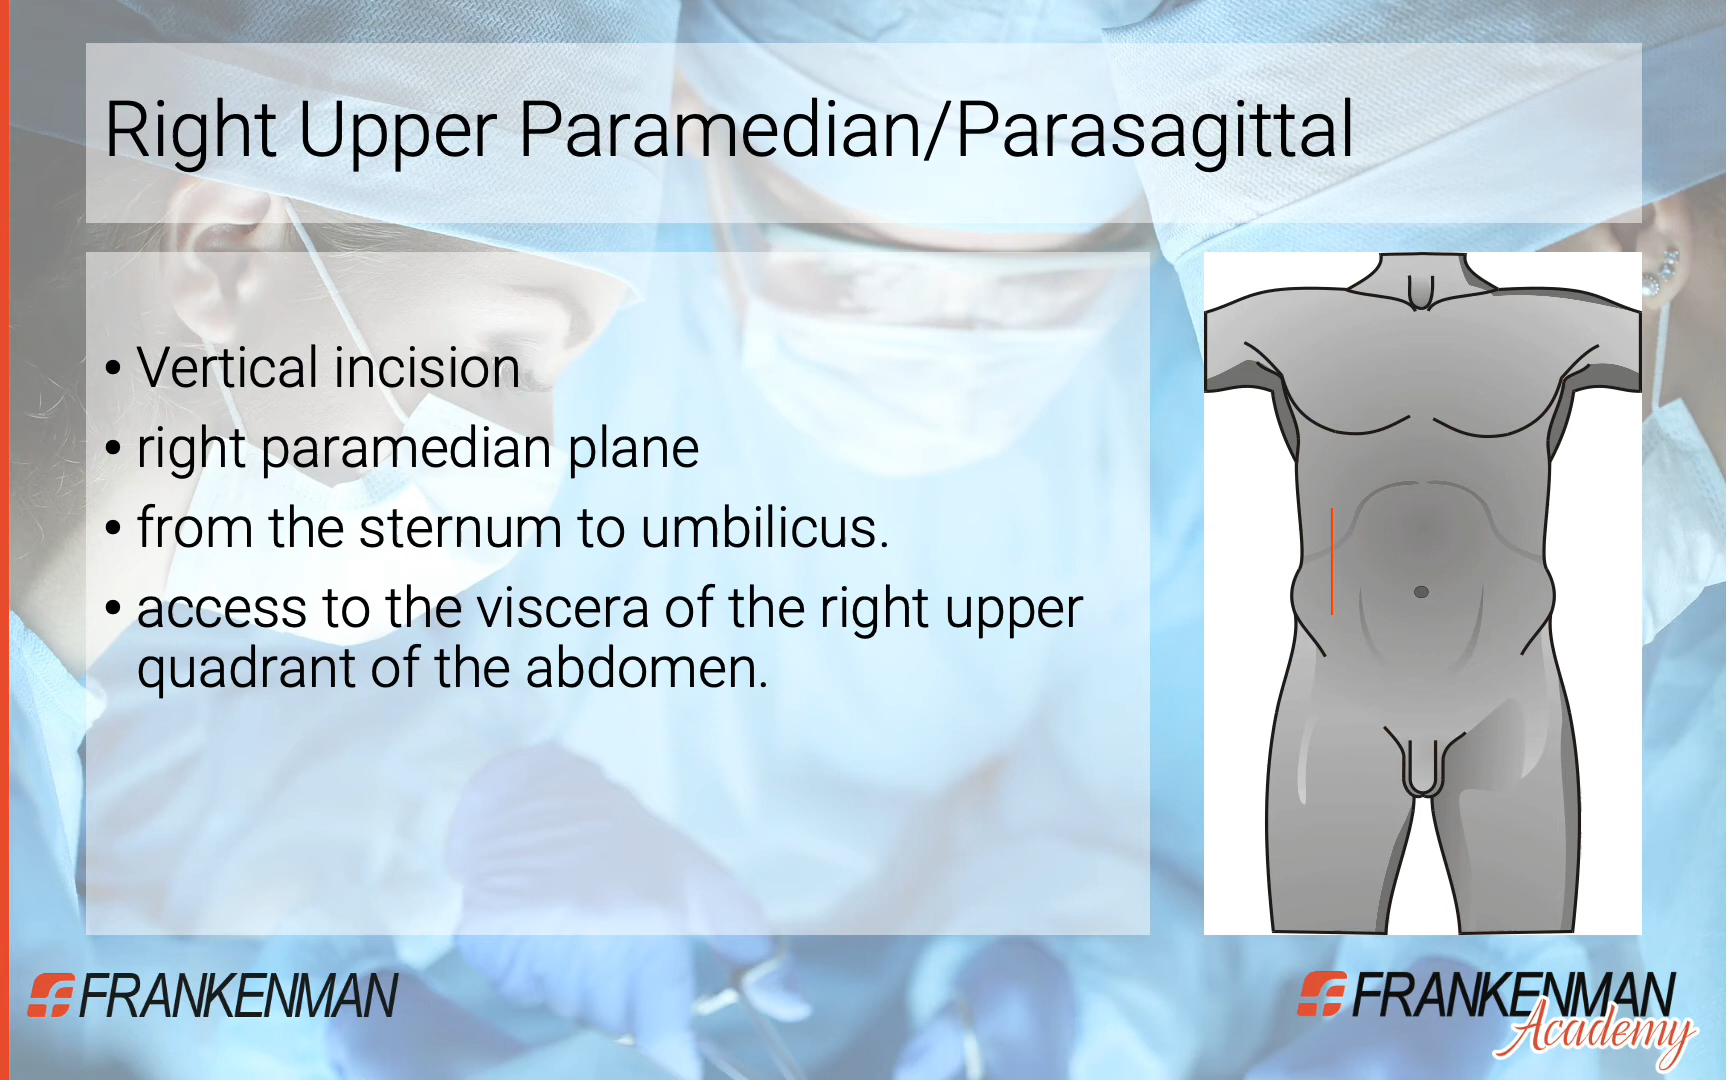 Right Upper Paramedian/Parasagittal
• Vertical incision
• right paramedian plane
• from the sternum to umbilicus.
• access to the viscera of the right upper
quadrant of the abdomen.
FRANKENMAN
FRANKENMAN
Academy